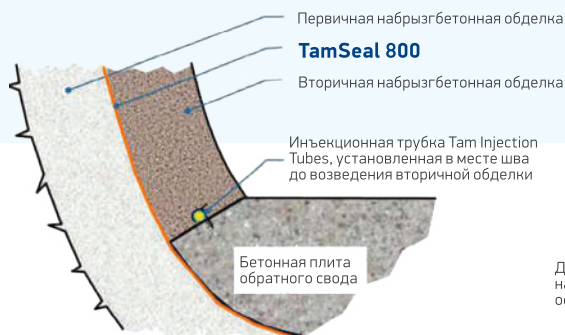 Первичная набрызгбетонная обделка
TamSeal 800
Вторичная набрызгбетонная обделка
Инъекционная трубка Tam Injection
Tubes, установленная в месте шва
до возведения вторичной обделки
Бетонная плита
обратного свода